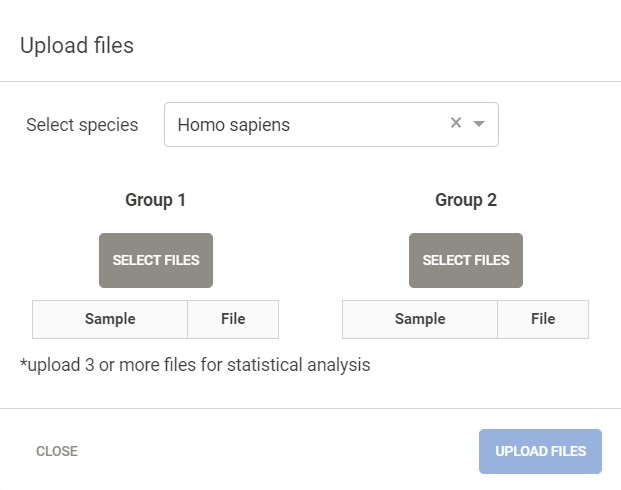 Upload files
Select species
Homo sapiens
Group 1
Group 2
SELECT FILES
SELECT FILES
Sample File
Sample File
*upload 3 or more files for statistical analysis
CLOSE
UPLOAD FILES